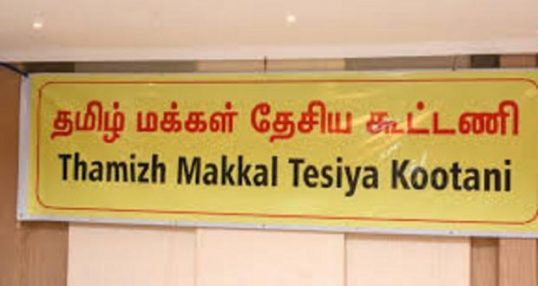 தமிழ் மக்கள் தேசிய கூட்டணி
Thamizh Makkal Tesiya Kootani